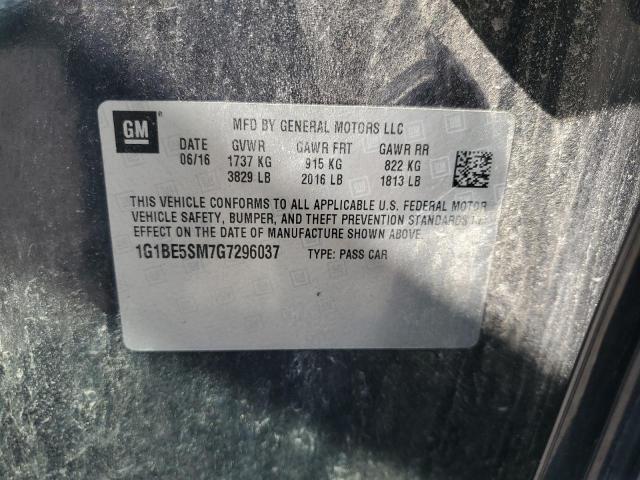 GM ®
MFD BY GENERAL MOTORS LLC
DATE GVWR GAWR FRT GAWR RR
06/16 1737 KG 915 KG 822 KG
3829 LB 2016 LB 1813 LB
THIS VEHICLE CONFORMS TO ALL APPLICABLE U.S. FEDERAL MOTOR
VEHICLE SAFETY, BUMPER, AND THEFT PREVENTION STANDARDS IN
EFFECT ON THE DATE OF MANUFACTURE SHOWN ABOVE.
1G1BE5SM7G7296037 TYPE: PASS CAR